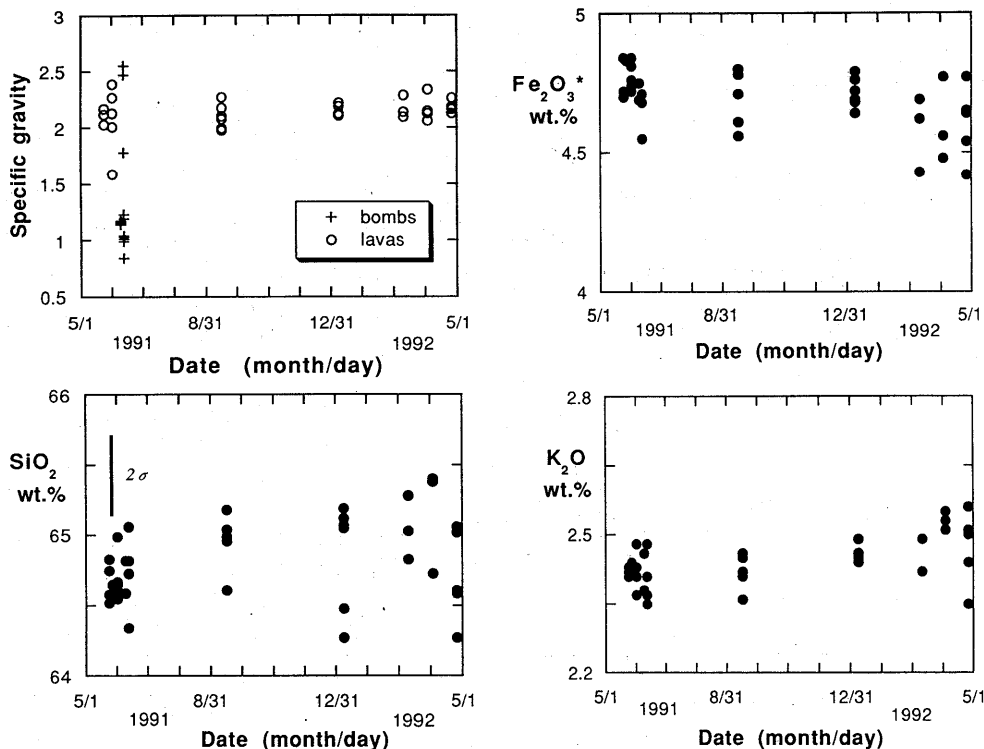 3
2.5
2
1.5
1
0.5
Specific gravity
+ bombs
o lavas
5/1 8/31 12/31 5/1
1991 1992
Date (month/day)
5
4.5
4
Fe2O3*
wt.%
5/1 8/31 12/31 5/1
1991 1992
Date (month/day)
66
65
64
SiO2
wt.%
2σ
5/1 8/31 12/31 5/1
1991 1992
Date (month/day)
2.8
2.5
2.2
K2O
wt.%
5/1 8/31 12/31 5/1
1991 1992
Date (month/day)